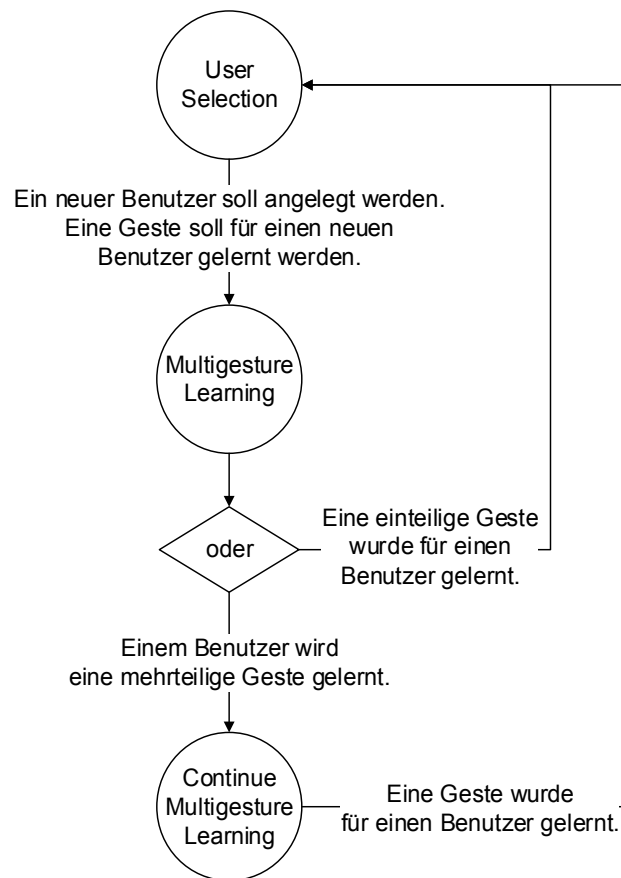 User
Selection
Ein neuer Benutzer soll angelegt werden.
Eine Geste soll für einen neuen
Benutzer gelernt werden.
Multigesture
Learning
oder
Eine einteilige Geste
wurde für einen
Benutzer gelernt.
Einem Benutzer wird
eine mehrteilige Geste gelernt.
Continue
Multigesture
Learning
Eine Geste wurde
für einen Benutzer gelernt.